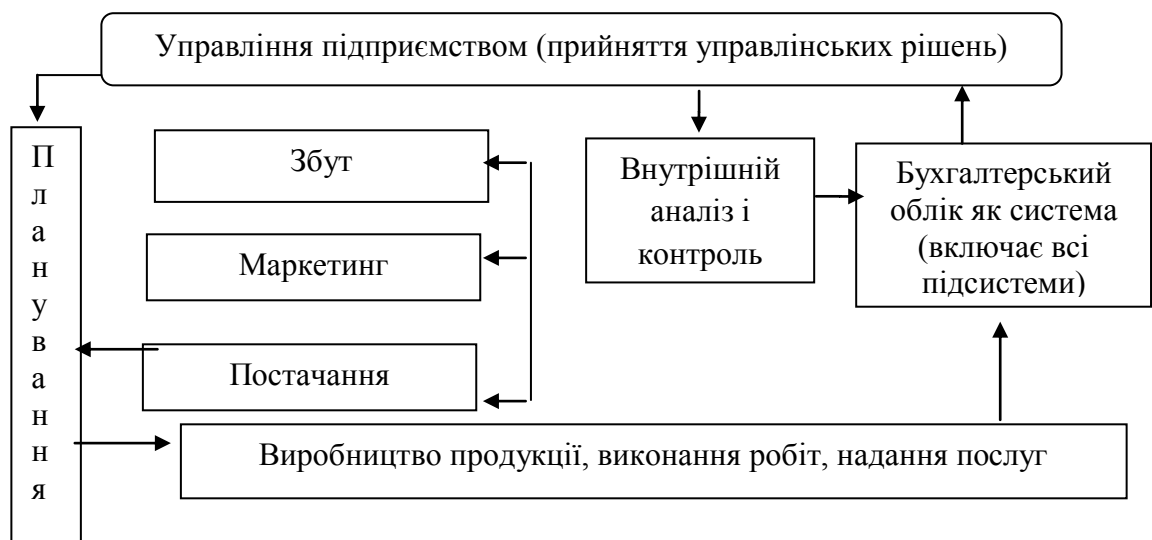 Управління підприємством (прийняття управлінських рішень)
Планування
Збут
Маркетинг
Постачання
Внутрішній
аналіз і
контроль
Бухгалтерський
облік як система
(включає всі
підсистеми)
Виробництво продукції, виконання робіт, надання послуг